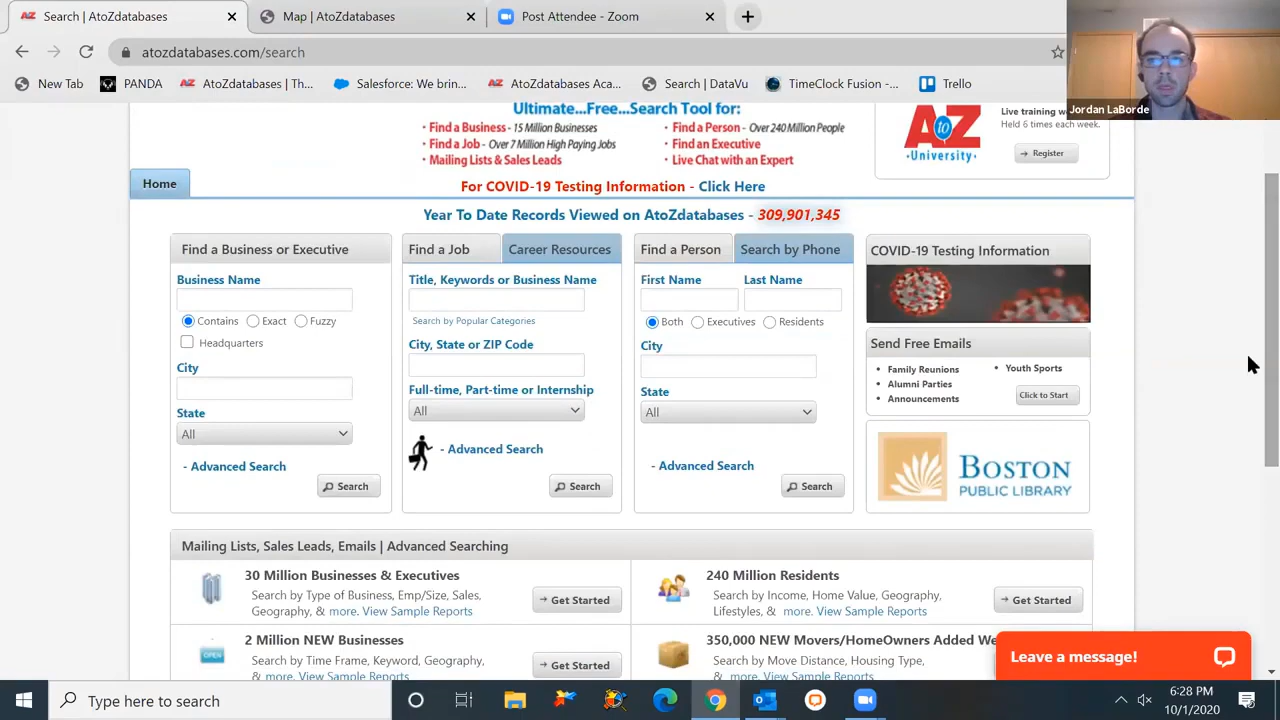 Search | AtoZdatabases
Map | AtoZdatabases
Post Attendee - Zoom
atozdatabases.com/search
New Tab
PANDA
AtoZdatabases | Th...
Salesforce: We brin...
AtoZdatabases Aca...
Search | DataVu
TimeClock Fusion -...
Trello
Jordan LaBorde
Ultimate...Free...Search Tool for:
• Find a Business - 15 Million Businesses
• Find a Job - Over 7 Million High Paying Jobs
• Mailing Lists & Sales Leads
• Find a Person - Over 240 Million People
• Find an Executive
• Live Chat with an Expert
A to Z
•University•
Live training w
Held 6 times each week.
Register
Home
For COVID-19 Testing Information - Click Here
Year To Date Records Viewed on AtoZdatabases - 309,901,345
Find a Business or Executive
Business Name
Contains Exact Fuzzy
Headquarters
City
State
All
- Advanced Search
Search
Find a Job
Career Resources
Title, Keywords or Business Name
Search by Popular Categories
City, State or ZIP Code
Full-time, Part-time or Internship
All
- Advanced Search
Search
Find a Person
Search by Phone
First Name
Last Name
Both Executives Residents
City
State
All
- Advanced Search
Search
COVID-19 Testing Information
Send Free Emails
• Family Reunions
• Alumni Parties
• Announcements
• Youth Sports
Click to Start
BOSTON
PUBLIC LIBRARY
Mailing Lists, Sales Leads, Emails | Advanced Searching
30 Million Businesses & Executives
Search by Type of Business, Emp/Size, Sales,
Geography, & more. View Sample Reports
Get Started
240 Million Residents
Search by Income, Home Value, Geography,
Lifestyles, & more. View Sample Reports
Get Started
OPEN
2 Million NEW Businesses
Search by Time Frame, Keyword, Geography,
& more. View Sample Reports
Get Started
350,000 NEW Movers/HomeOwners Added We
Search by Move Distance, Housing Type,
& more. View Sample Reports
Leave a message!
Type here to search
6:28 PM
10/1/2020